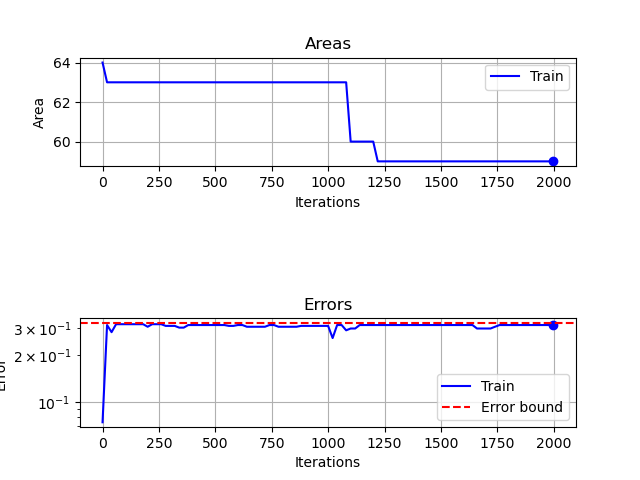 Areas
64
62
60
Area
Train
0 250 500 750 1000 1250 1500 1750 2000
Iterations
Errors
3 × 10⁻¹
2 × 10⁻¹
10⁻¹
Error
Train
Error bound
0 250 500 750 1000 1250 1500 1750 2000
Iterations